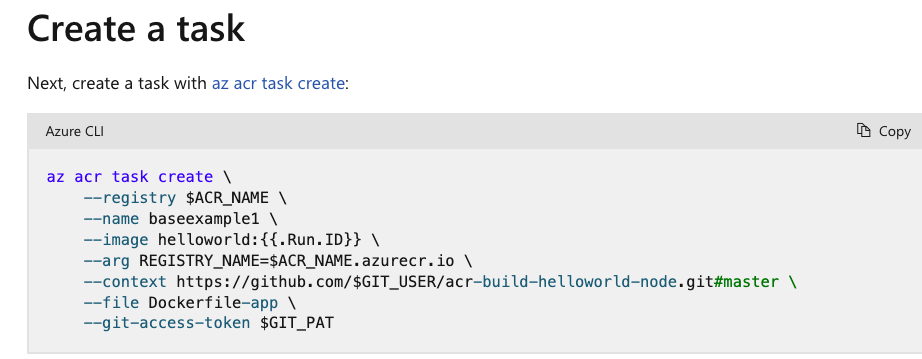 Create a task
Next, create a task with az acr task create:
Azure CLI
Copy
az acr task create \
--registry $ACR_NAME \
--name baseexample1 \
--image helloworld:{{.Run.ID}} \
--arg REGISTRY_NAME=$ACR_NAME.azurecr.io \
--context https://github.com/$GIT_USER/acr-build-helloworld-node.git#master \
--file Dockerfile-app \
--git-access-token $GIT_PAT